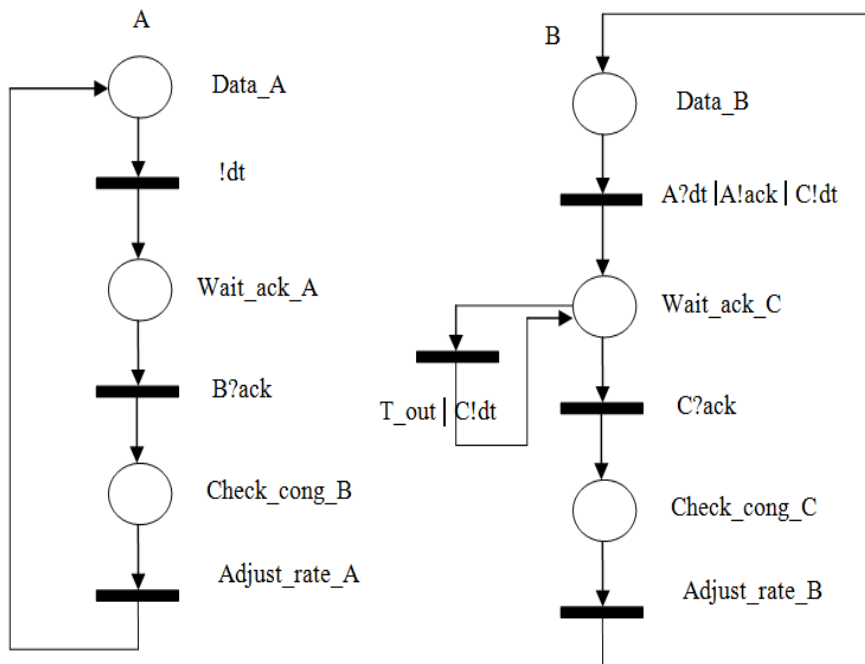 A
Data_A
!dt
Wait_ack_A
B?ack
Check_cong_B
Adjust_rate_A
B
Data_B
A?dt | A!ack | C!dt
Wait_ack_C
T_out | C!dt
C?ack
Check_cong_C
Adjust_rate_B